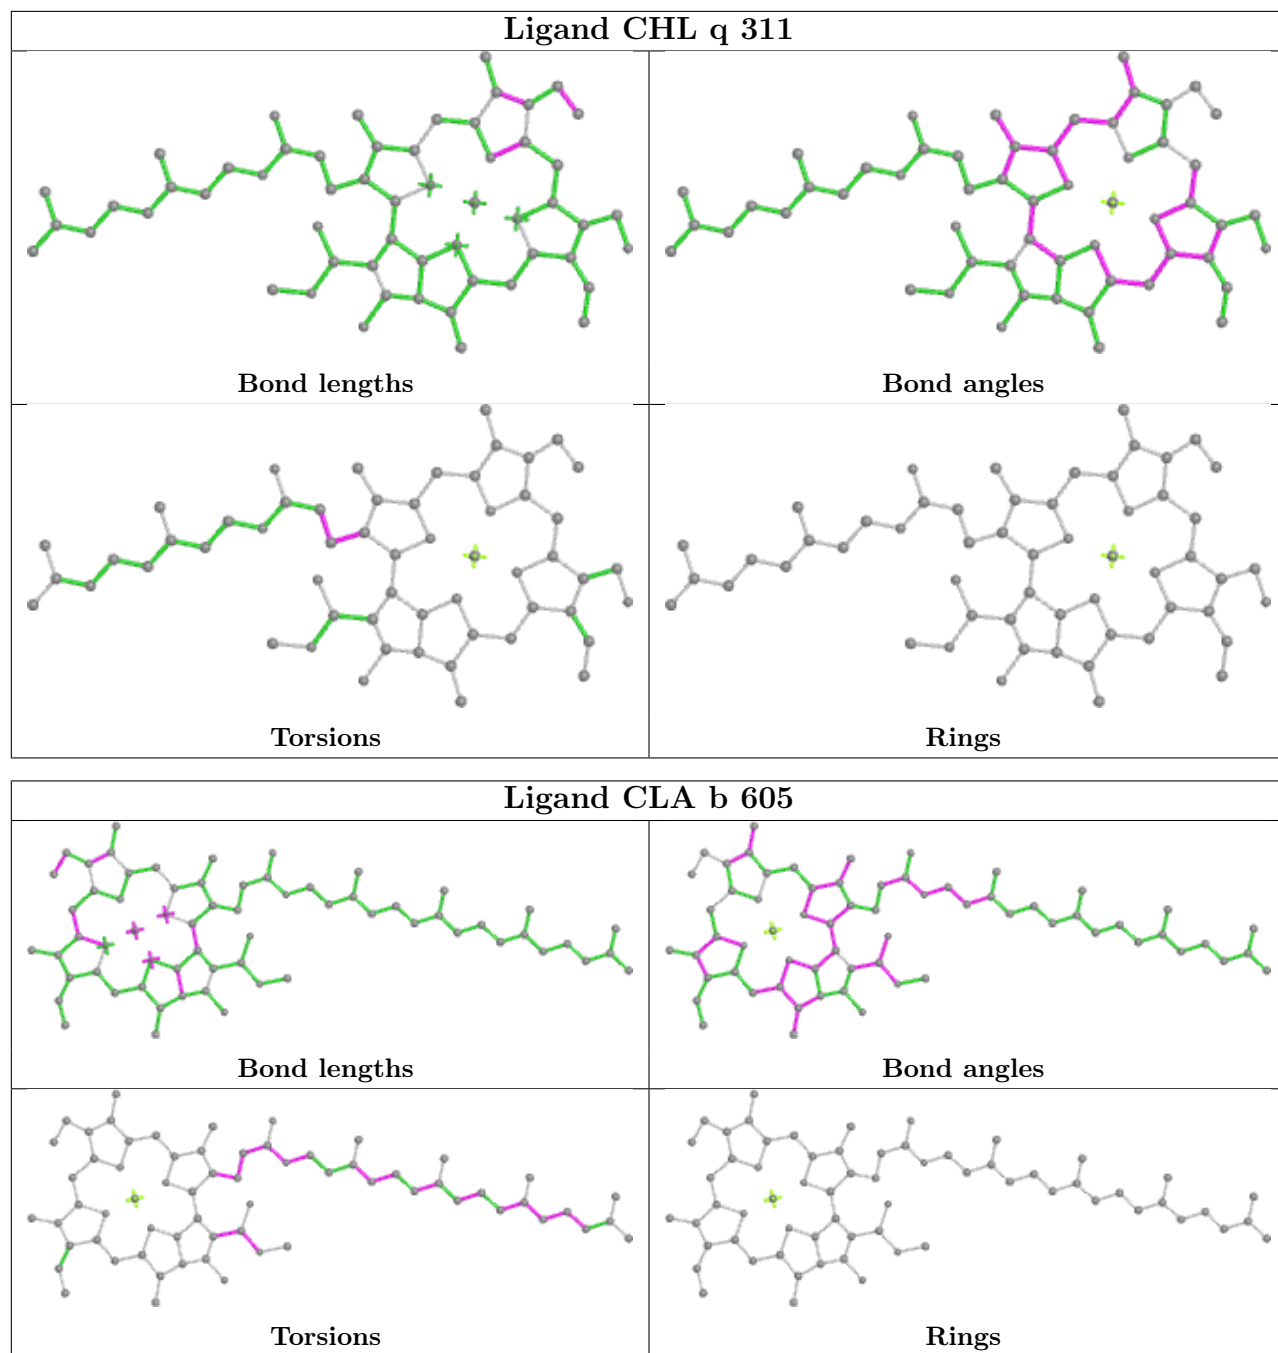 Ligand CHL q 311
Bond lengths
Bond angles
Torsions
Rings
Ligand CLA b 605
Bond lengths
Bond angles
Torsions
Rings